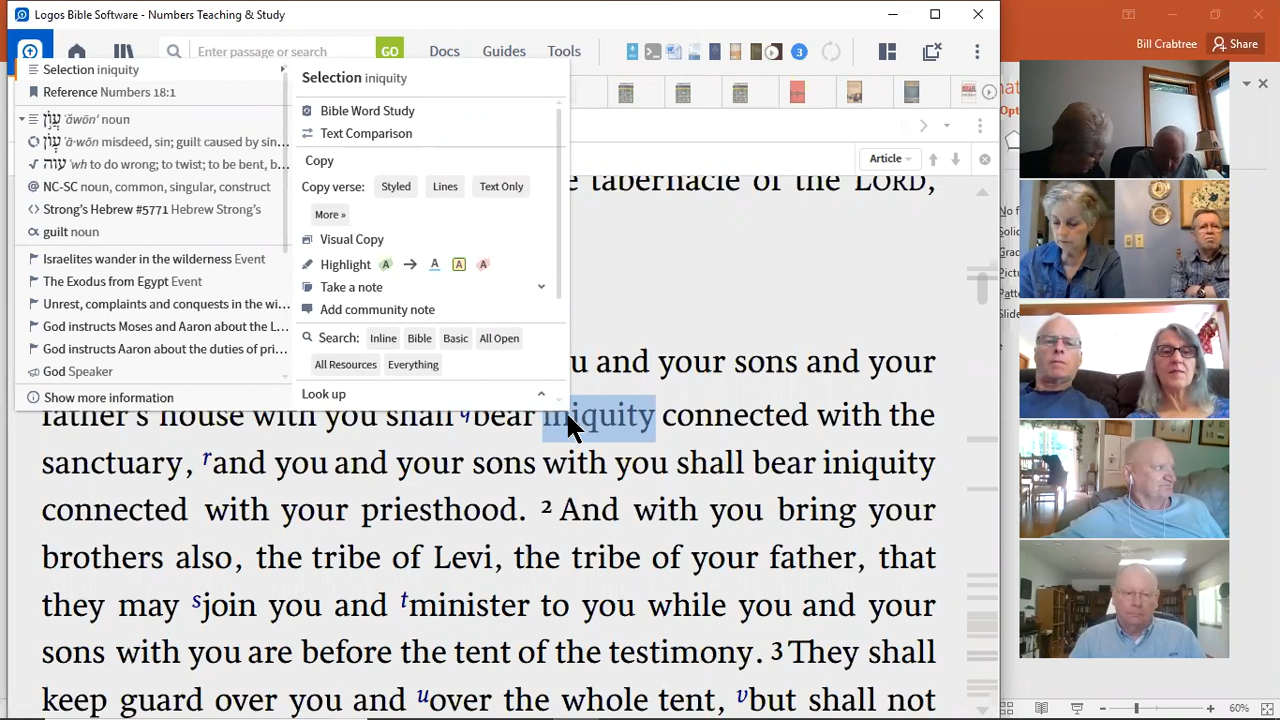 Logos Bible Software - Numbers Teaching & Study
Enter passage or search
GO
Docs
Guides
Tools
3
Bill Crabtree
Share
Selection iniquity
Reference Numbers 18:1
עֲוֺ֣ן ʿăwōn′ noun
עָוֹן ʿā·wōn misdeed, sin; guilt caused by sin…
עוה ʿwh to do wrong; to twist; to be bent, b…
NC-SC noun, common, singular, construct
Strong's Hebrew #5771 Hebrew Strong's
guilt noun
Israelites wander in the wilderness Event
The Exodus from Egypt Event
Unrest, complaints and conquests in the wi…
God instructs Moses and Aaron about the L…
God instructs Aaron about the duties of pri…
God Speaker
Show more information
Selection iniquity
Bible Word Study
Text Comparison
Copy
Copy verse: Styled Lines Text Only
More »
Visual Copy
Highlight A → A A A
Take a note
Add community note
Search: Inline Bible Basic All Open
All Resources Everything
Look up
Article
tabernacle of the LORD,
u and your sons and your
father's house with you shall qbear iniquity connected with the
sanctuary, rand you and your sons with you shall bear iniquity
connected with your priesthood. 2 And with you bring your
brothers also, the tribe of Levi, the tribe of your father, that
they may sjoin you and tminister to you while you and your
sons with you are before the tent of the testimony. 3 They shall
keep guard over you and uover the whole tent, vbut shall not
No f
Solid
Grad
Pictu
Patte
Slide
60%